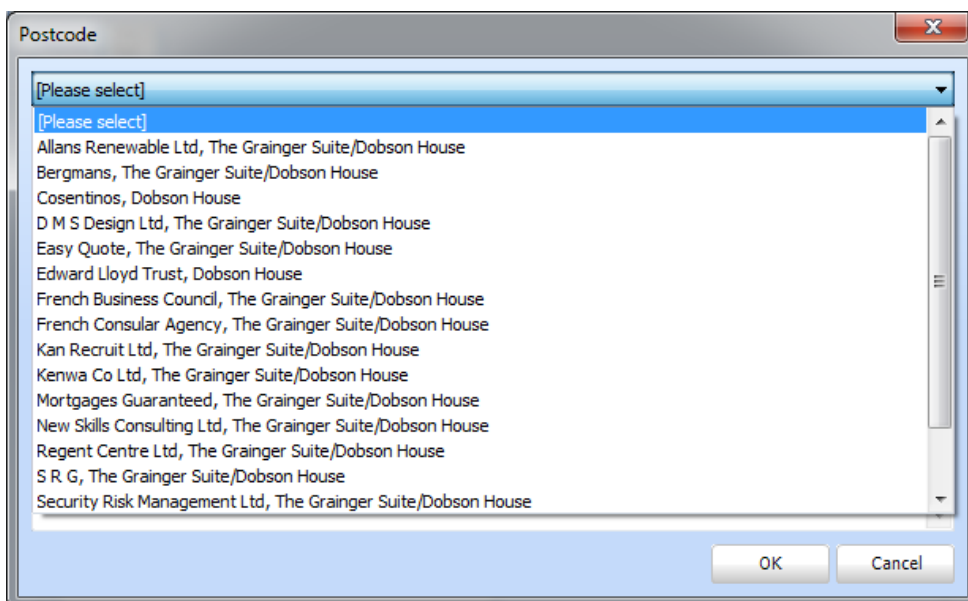 Postcode
[Please select]
[Please select]
Allans Renewable Ltd, The Grainger Suite/Dobson House
Bergmans, The Grainger Suite/Dobson House
Cosentinos, Dobson House
D M S Design Ltd, The Grainger Suite/Dobson House
Easy Quote, The Grainger Suite/Dobson House
Edward Lloyd Trust, Dobson House
French Business Council, The Grainger Suite/Dobson House
French Consular Agency, The Grainger Suite/Dobson House
Kan Recruit Ltd, The Grainger Suite/Dobson House
Kenwa Co Ltd, The Grainger Suite/Dobson House
Mortgages Guaranteed, The Grainger Suite/Dobson House
New Skills Consulting Ltd, The Grainger Suite/Dobson House
Regent Centre Ltd, The Grainger Suite/Dobson House
S R G, The Grainger Suite/Dobson House
Security Risk Management Ltd, The Grainger Suite/Dobson House
OK Cancel